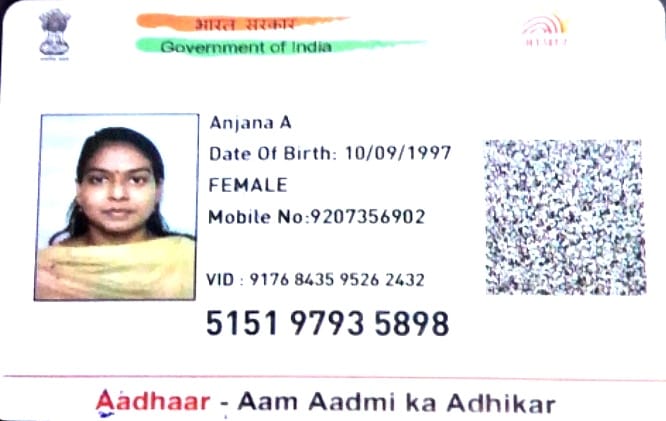 भारत सरकार
Government of India
Anjana A
Date Of Birth: 10/09/1997
FEMALE
Mobile No:9207356902
VID : 9176 8435 9526 2432
5151 9793 5898
Aadhaar - Aam Aadmi ka Adhikar